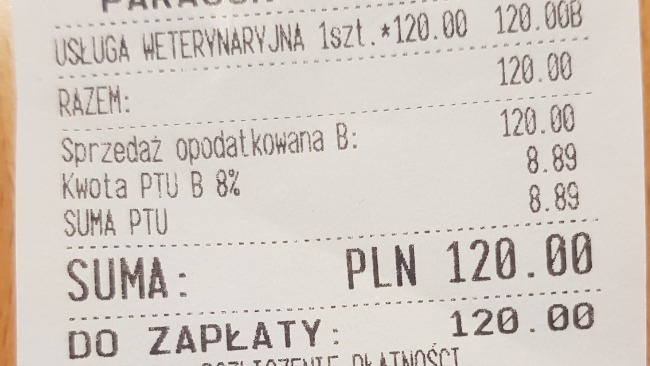 USŁUGA WETERYNARYJNA 1szt.*120.00 120.00B
RAZEM: 120.00
Sprzedaż opodatkowana B: 120.00
Kwota PTU B 8% 8.89
SUMA PTU 8.89
SUMA: PLN 120.00
DO ZAPŁATY: 120.00